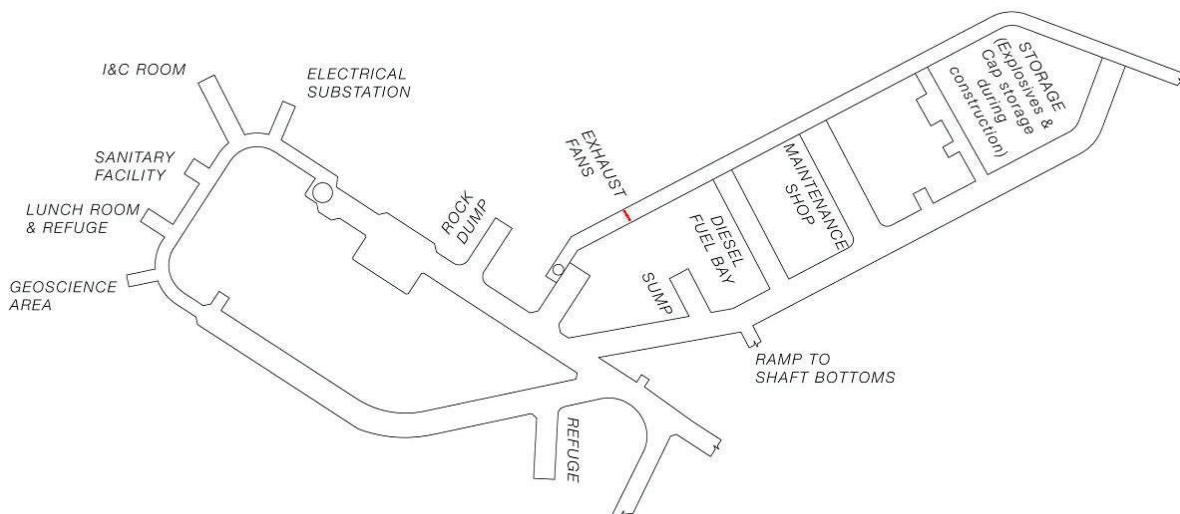 I&C ROOM
ELECTRICAL
SUBSTATION
SANITARY
FACILITY
LUNCH ROOM
& REFUGE
GEOSCIENCE
AREA
ROCK
DUMP
EXHAUST
FANS
STORAGE
(Explosives &
Cap storage
during
construction)
MAINTENANCE
SHOP
DIESEL
FUEL BAY
SUMP
RAMP TO
SHAFT BOTTOMS
REFUGE